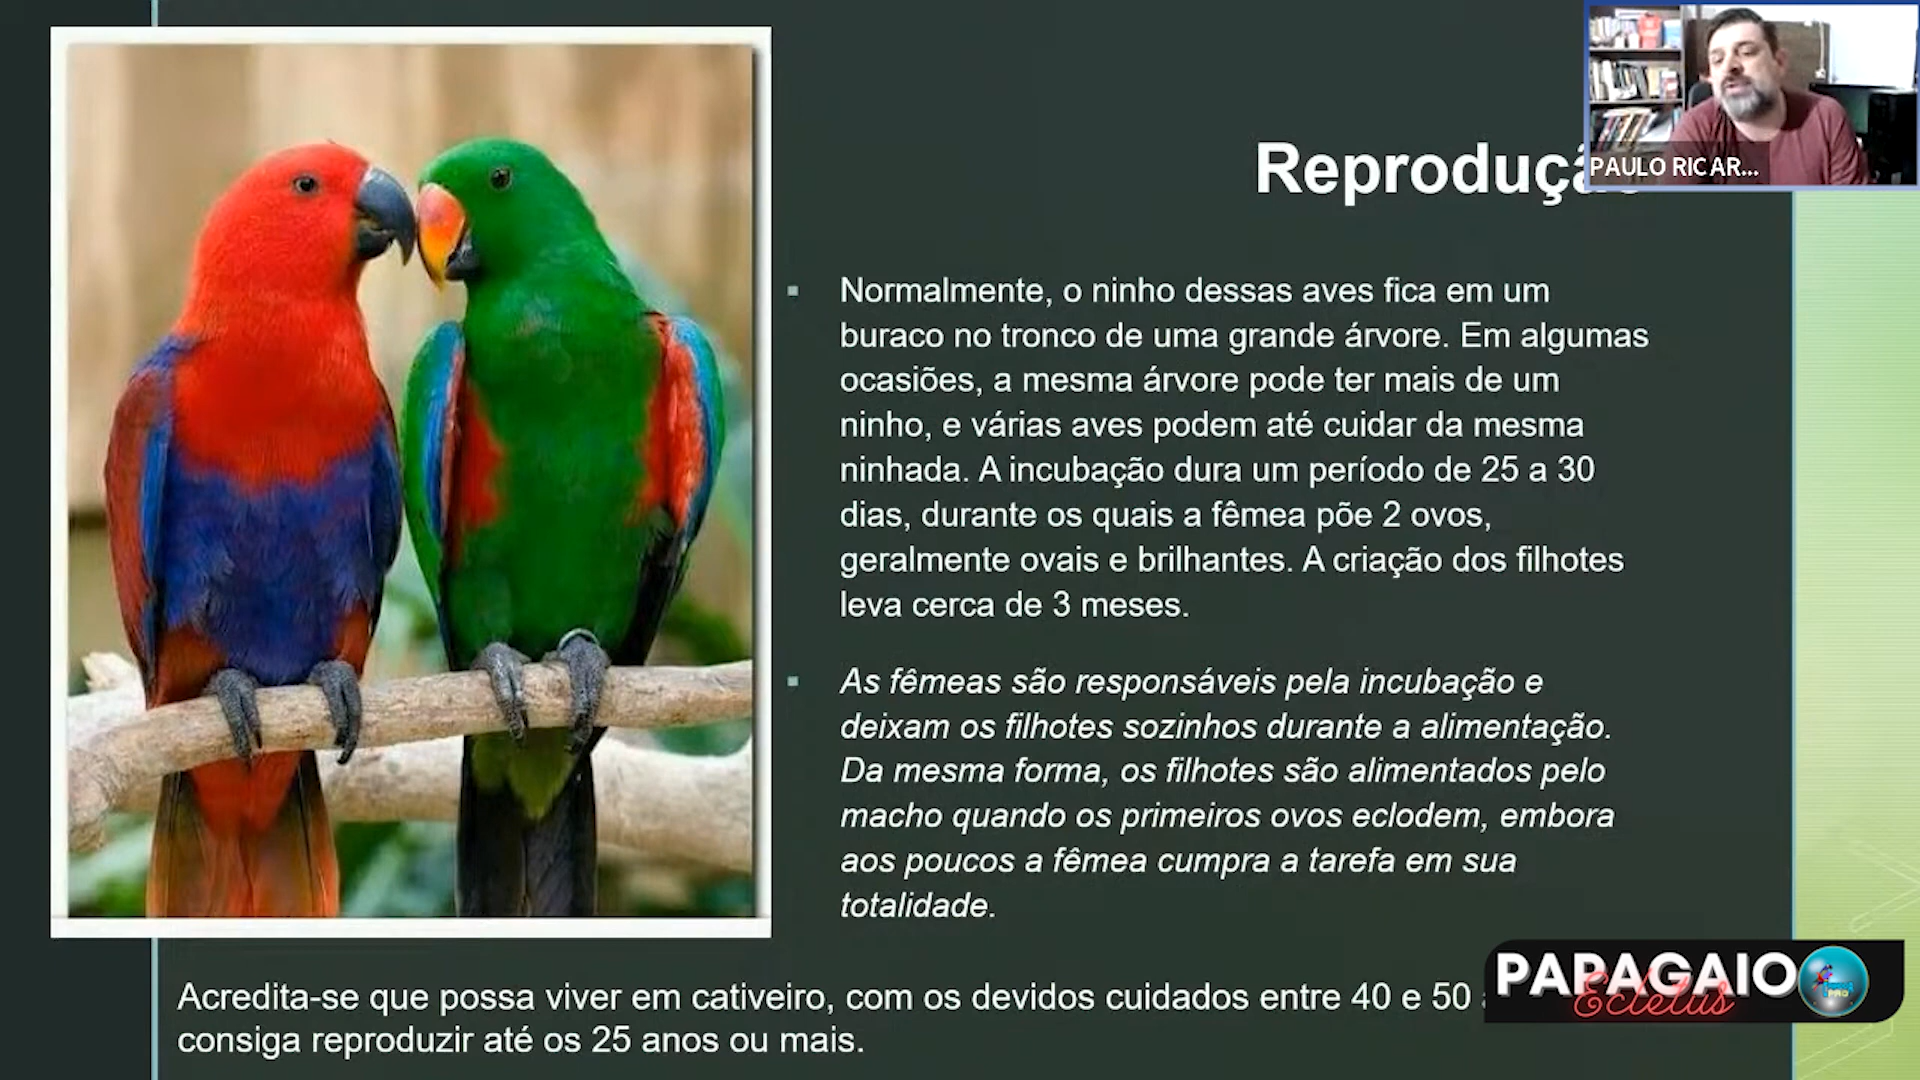 PAULO RICAR...
Normalmente, o ninho dessas aves fica em um
buraco no tronco de uma grande árvore. Em algumas
ocasiões, a mesma árvore pode ter mais de um
ninho, e várias aves podem até cuidar da mesma
ninhada. A incubação dura um período de 25 a 30
dias, durante os quais a fêmea põe 2 ovos,
geralmente ovais e brilhantes. A criação dos filhotes
leva cerca de 3 meses.
As fêmeas são responsáveis pela incubação e
deixam os filhotes sozinhos durante a alimentação.
Da mesma forma, os filhotes são alimentados pelo
macho quando os primeiros ovos eclodem, embora
aos poucos a fêmea cumpra a tarefa em sua
totalidade.
Acredita-se que possa viver em cativeiro, com os devidos cuidados entre 40 e 50
consiga reproduzir até os 25 anos ou mais.
PAPAGAIO
Ecletus